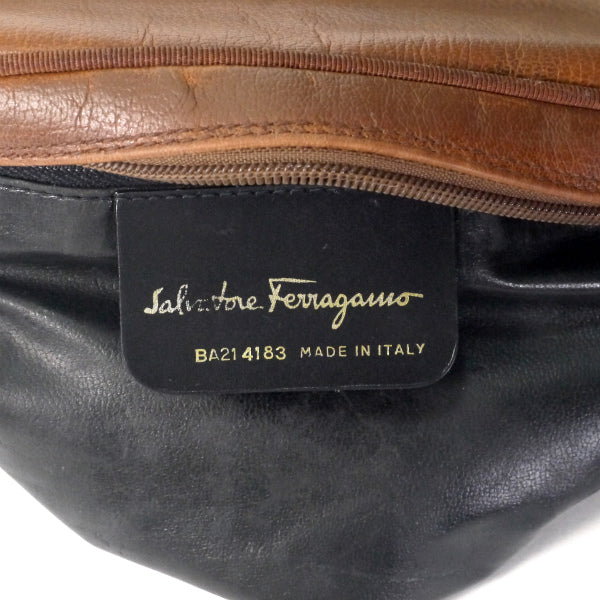 Salvatore Ferragamo
BA21 4183 MADE IN ITALY